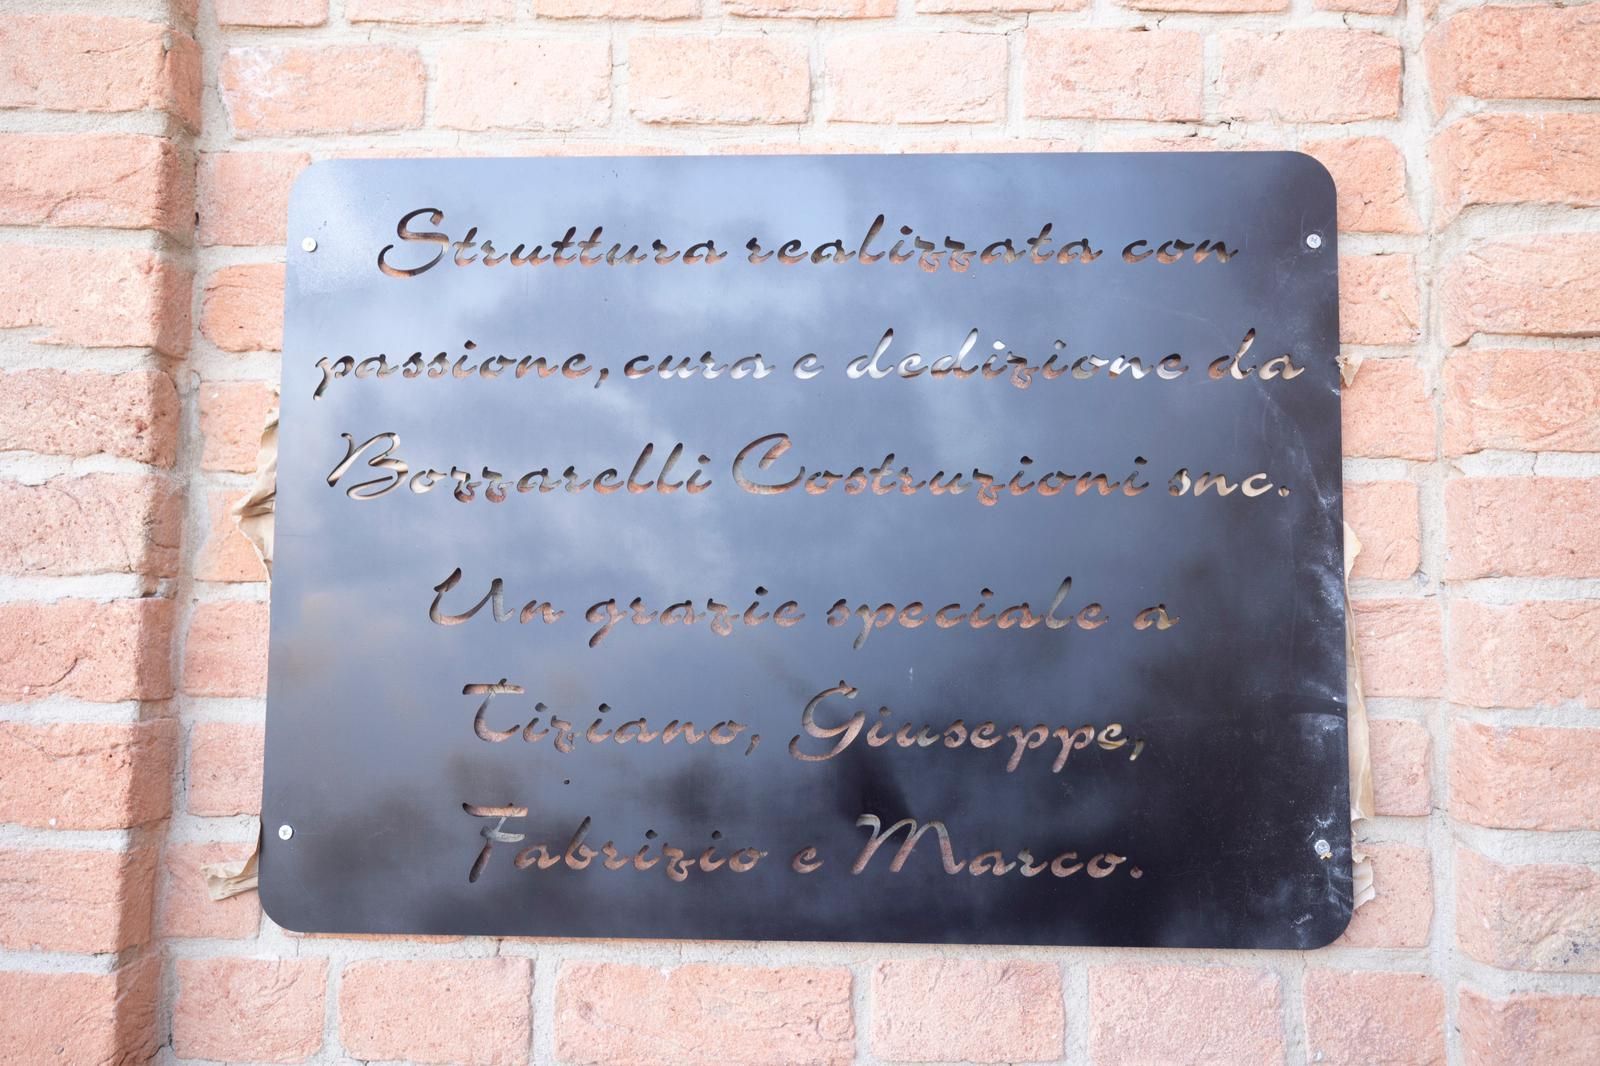 Struttura realizzata con
passione, cura e dedizione da
Bozzarelli Costruzioni snc.
Un grazie speciale a
Tiziano, Giuseppe,
Fabrizio e Marco.